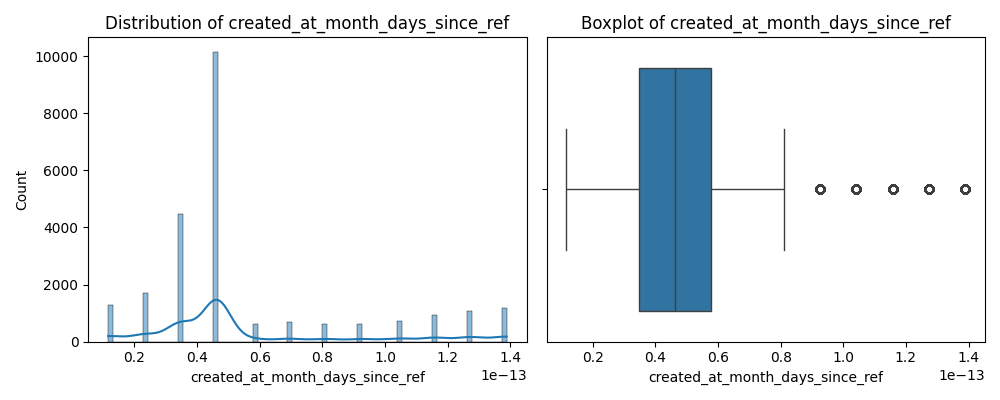 Distribution of created_at_month_days_since_ref
Boxplot of created_at_month_days_since_ref
10000
8000
6000
4000
2000
0
Count
0.2 0.4 0.6 0.8 1.0 1.2 1.4
1e−13
created_at_month_days_since_ref
0.2 0.4 0.6 0.8 1.0 1.2 1.4
1e−13
created_at_month_days_since_ref